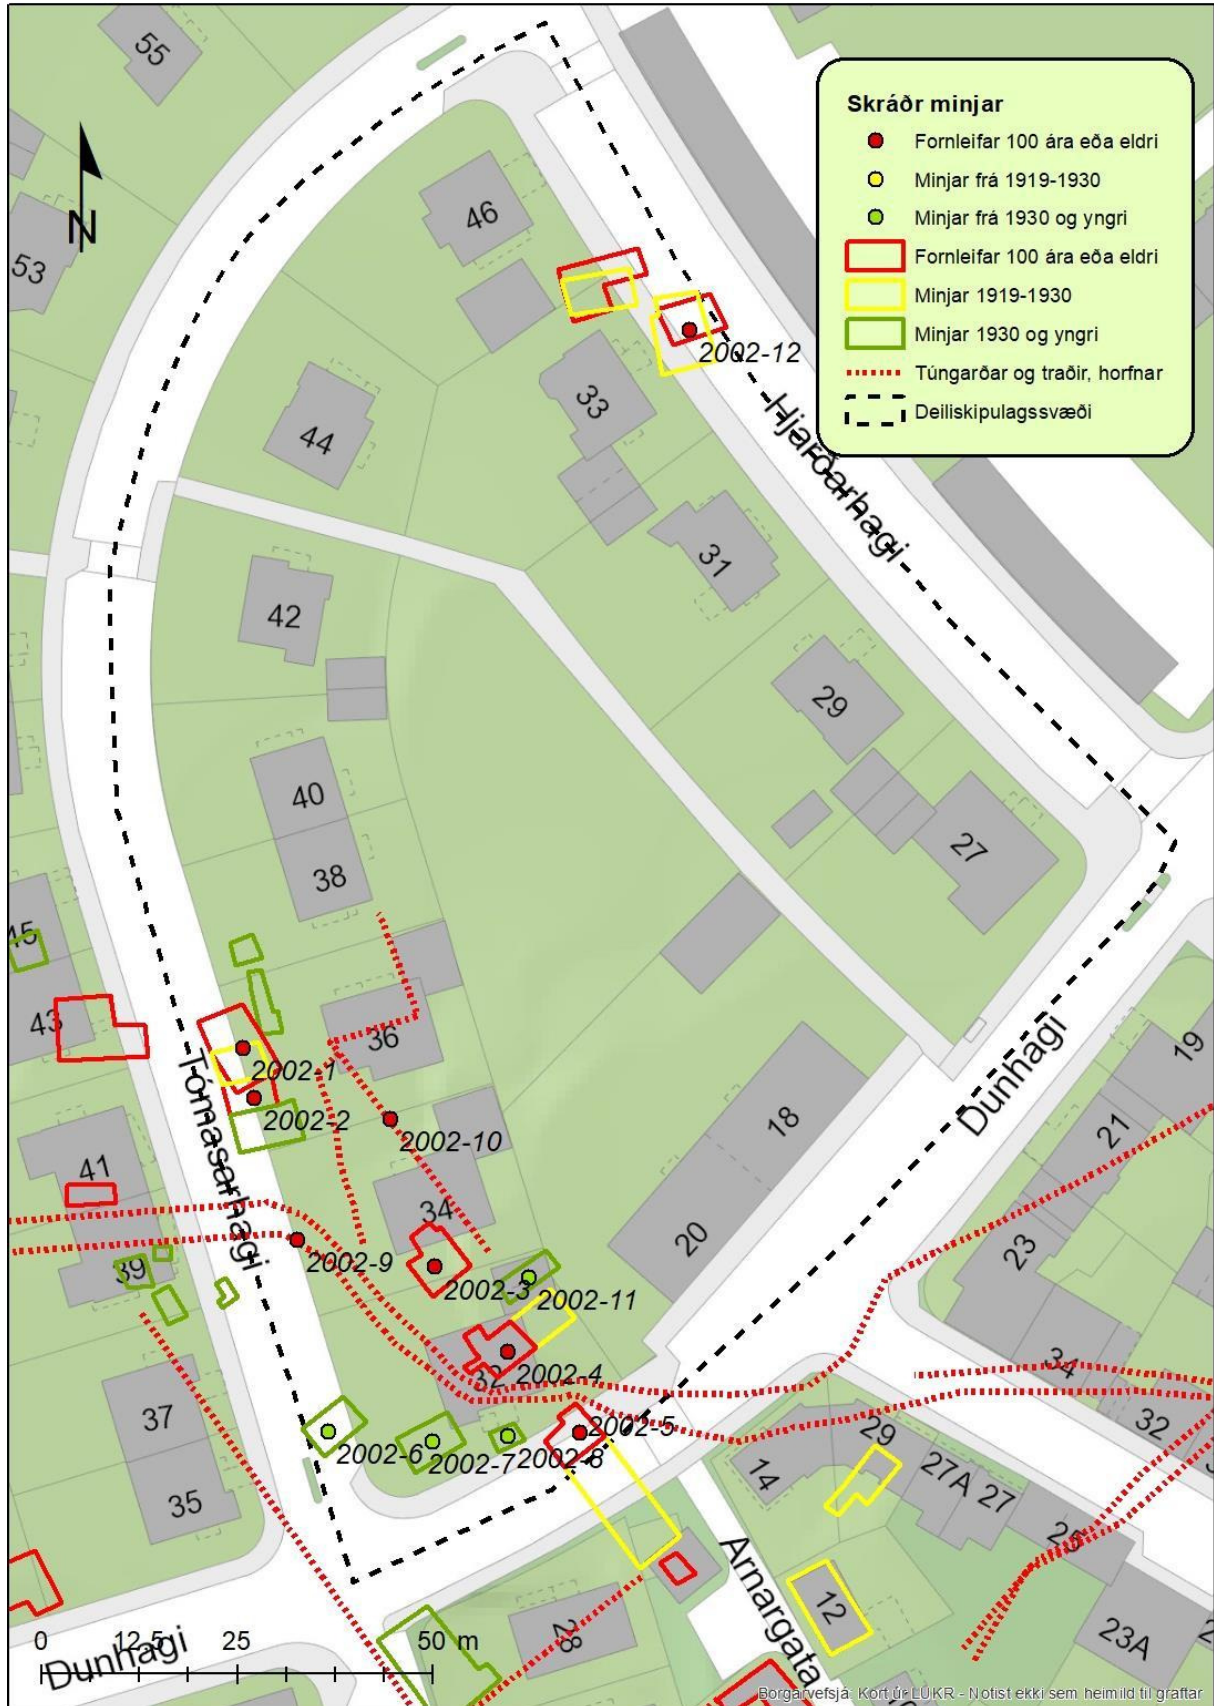 Skráðr minjar
Fornleifar 100 ára eða eldri
Minjar frá 1919-1930
Minjar frá 1930 og yngri
Fornleifar 100 ára eða eldri
Minjar 1919-1930
Minjar 1930 og yngri
Túngarðar og traðir, horfnar
Deiliskipulagssvæði
N
55
53
46
44
33
31
42
29
27
40
38
45
43
36
34
32
41
39
37
35
18
20
19
21
23
34
32
29
27A
27
25
23A
14
12
28
2002-12
2002-1
2002-2
2002-10
2002-9
2002-3
2002-11
2002-4
2002-5
2002-6
2002-7
2002-8
Hjarðarhagi
Tómasarhagi
Dunhagi
Arnargata
Dunhagi
0 12,5 25 50 m
Borgarvefsjá: Kort úr LÚKR - Notist ekki sem heimild til graftar